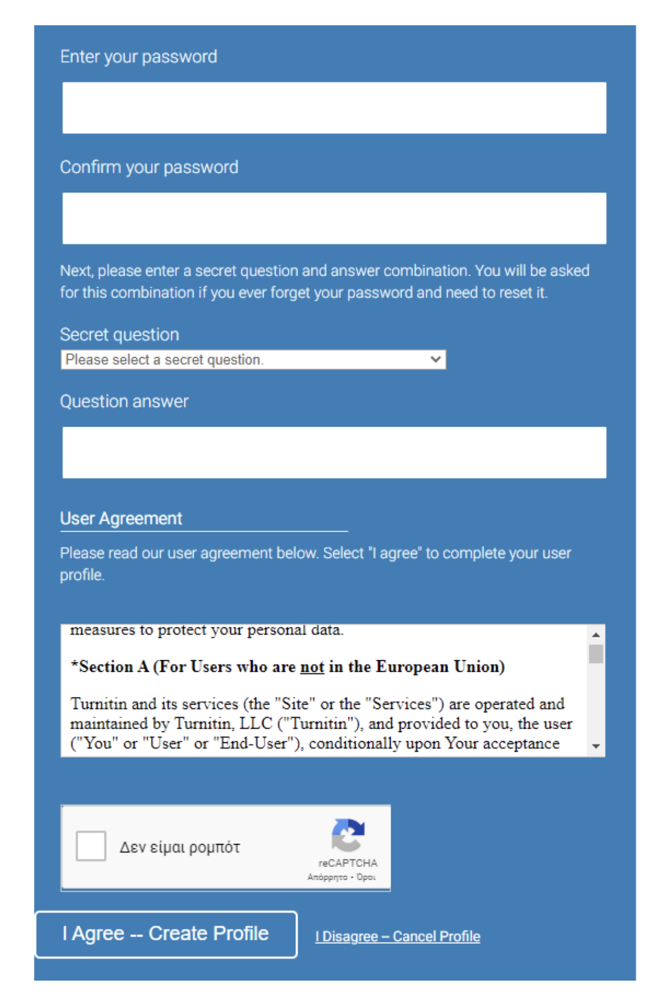 Enter your password
Confirm your password
Next, please enter a secret question and answer combination. You will be asked
for this combination if you ever forget your password and need to reset it.
Secret question
Please select a secret question.
Question answer
User Agreement
Please read our user agreement below. Select "I agree" to complete your user
profile.
measures to protect your personal data.
*Section A (For Users who are not in the European Union)
Turnitin and its services (the "Site" or the "Services") are operated and
maintained by Turnitin, LLC ("Turnitin"), and provided to you, the user
("You" or "User" or "End-User"), conditionally upon Your acceptance
Δεν είμαι ρομπότ
reCAPTCHA
Απόρρητο - Όροι
I Agree -- Create Profile
I Disagree – Cancel Profile